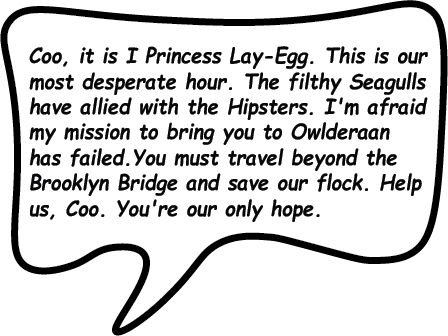 Coo, it is I Princess Lay-Egg. This is our
most desperate hour. The filthy Seagulls
have allied with the Hipsters. I'm afraid
my mission to bring you to Owlderaan
has failed.You must travel beyond the
Brooklyn Bridge and save our flock. Help
us, Coo. You're our only hope.